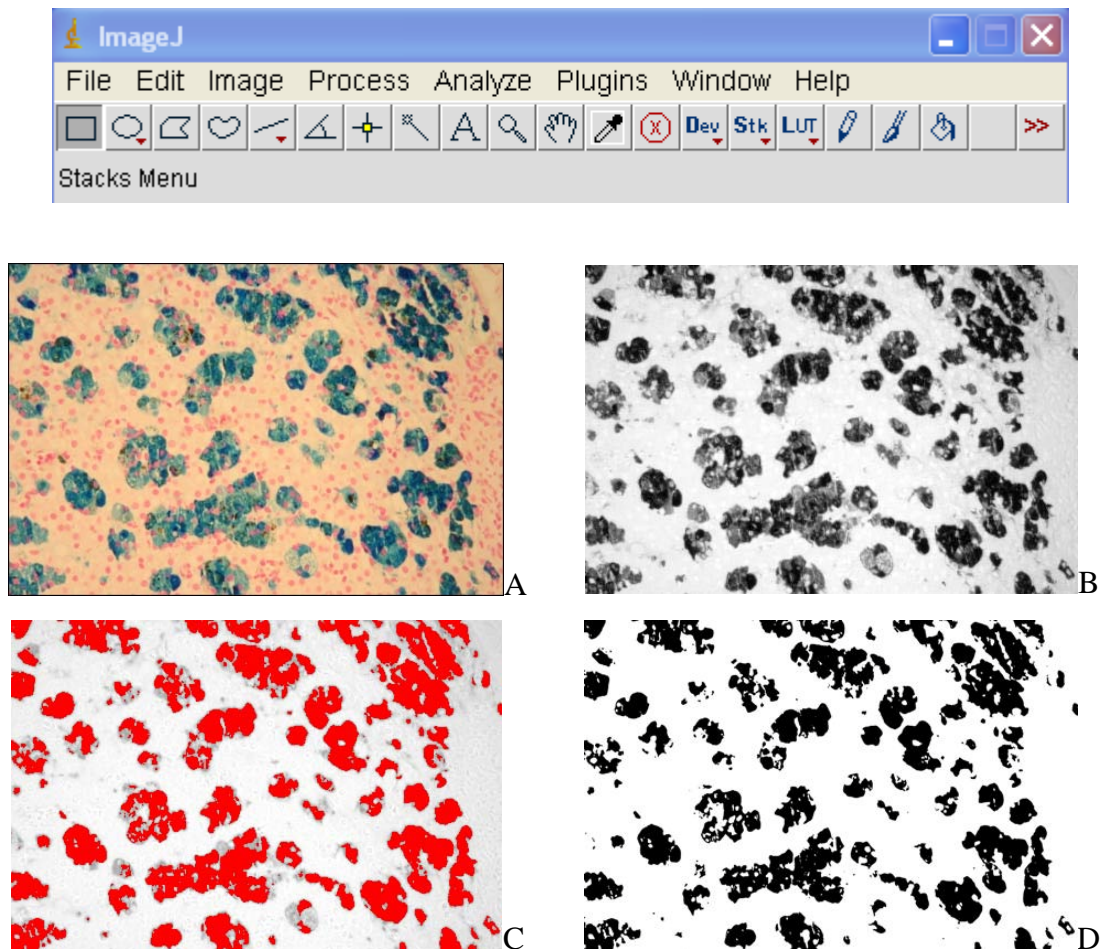 ImageJ
File Edit Image Process Analyze Plugins Window Help
A Dev Stk LUT >>
Stacks Menu
A
B
C
D